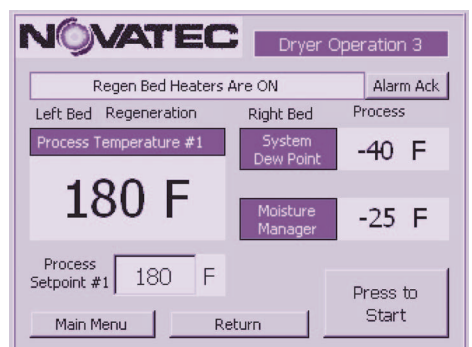 NOVATEC
Dryer Operation 3
Regen Bed Heaters Are ON
Alarm Ack
Left Bed Regeneration
Right Bed Process
Process Temperature #1
180 F
System
Dew Point
-40 F
Moisture
Manager
-25 F
Process
Setpoint #1
180 F
Press to
Start
Main Menu
Return